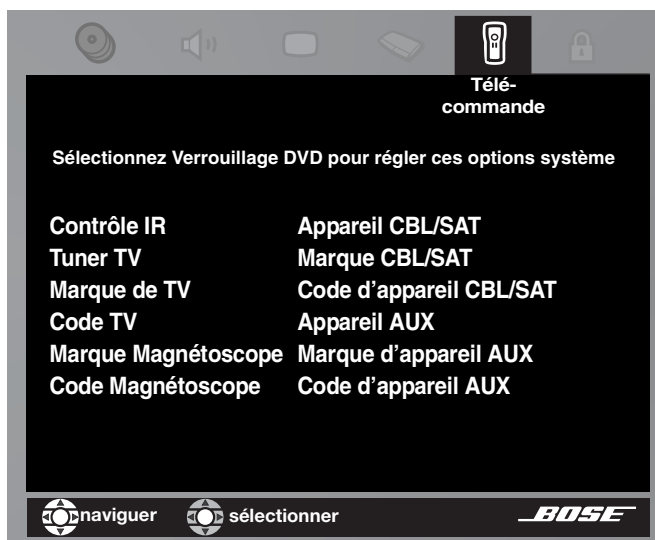 Télé-
commande
Sélectionnez Verrouillage DVD pour régler ces options système
Contrôle IR
Tuner TV
Marque de TV
Code TV
Marque Magnétoscope
Code Magnétoscope
Appareil CBL/SAT
Marque CBL/SAT
Code d’appareil CBL/SAT
Appareil AUX
Marque d’appareil AUX
Code d’appareil AUX
naviguer sélectionner BOSE